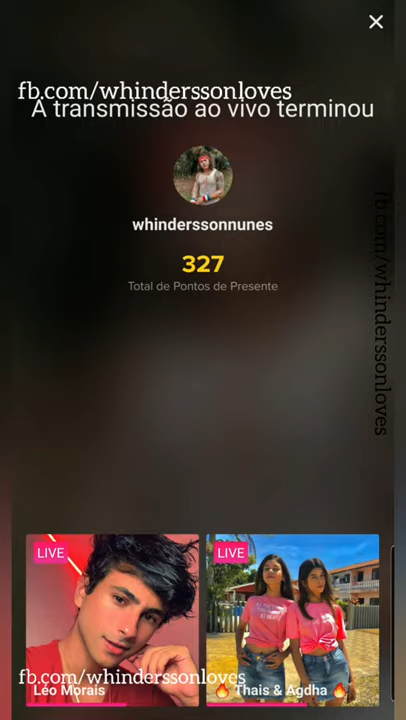 fb.com/whinderssonloves
A transmissão ao vivo terminou
whinderssonnunes
327
Total de Pontos de Presente
fb.com/whinderssonloves
LIVE
LIVE
fb.com/whinderssonloves
Léo Morais
🔥Thais & Agdha 🔥